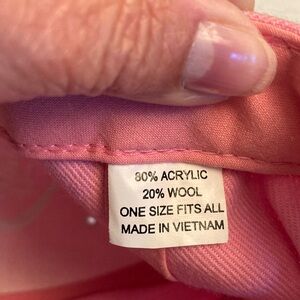 80% ACRYLIC
20% WOOL
ONE SIZE FITS ALL
MADE IN VIETNAM